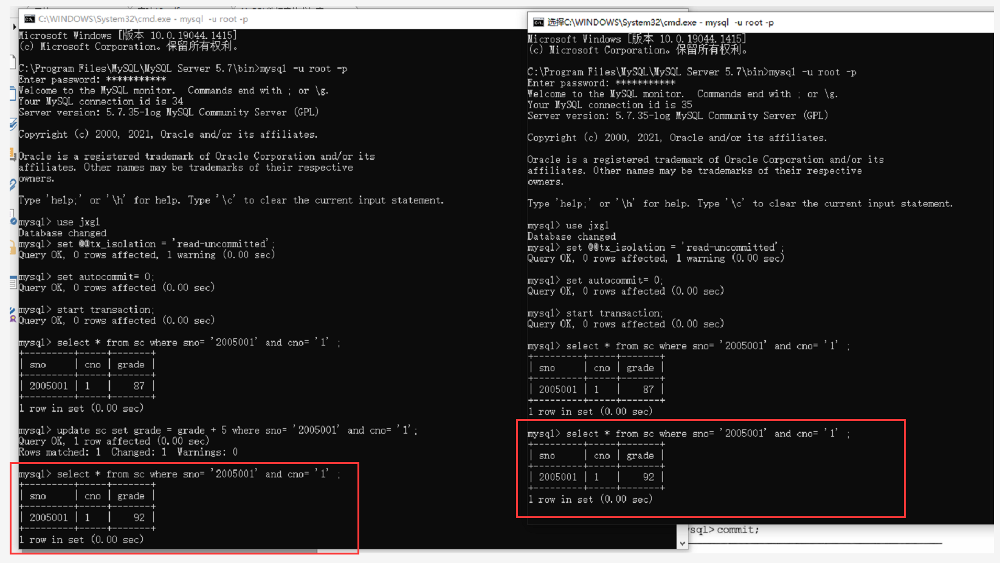 C:\WINDOWS\System32\cmd.exe - mysql  -u root -p
Microsoft Windows [版本 10.0.19044.1415]
(c) Microsoft Corporation。保留所有权利。
C:\Program Files\MySQL\MySQL Server 5.7\bin>mysql -u root -p
Enter password: ***********
Welcome to the MySQL monitor.  Commands end with ; or \g.
Your MySQL connection id is 34
Server version: 5.7.35-log MySQL Community Server (GPL)
Copyright (c) 2000, 2021, Oracle and/or its affiliates.
Oracle is a registered trademark of Oracle Corporation and/or its
affiliates. Other names may be trademarks of their respective
owners.
Type 'help;' or '\h' for help. Type '\c' to clear the current input statement.
mysql> use jxgl
Database changed
mysql> set @@tx_isolation = 'read-uncommitted';
Query OK, 0 rows affected, 1 warning (0.00 sec)
mysql> set autocommit= 0;
Query OK, 0 rows affected (0.00 sec)
mysql> start transaction;
Query OK, 0 rows affected (0.00 sec)
mysql> select * from sc where sno= '2005001' and cno= '1' ;
+---------+-----+-------+
| sno     | cno | grade |
+---------+-----+-------+
| 2005001 | 1   |    87 |
+---------+-----+-------+
1 row in set (0.00 sec)
mysql> update sc set grade = grade + 5 where sno= '2005001' and cno= '1';
Query OK, 1 row affected (0.00 sec)
Rows matched: 1  Changed: 1  Warnings: 0
mysql> select * from sc where sno= '2005001' and cno= '1' ;
+---------+-----+-------+
| sno     | cno | grade |
+---------+-----+-------+
| 2005001 | 1   |    92 |
+---------+-----+-------+
1 row in set (0.00 sec)
选择C:\WINDOWS\System32\cmd.exe - mysql  -u root -p
Microsoft Windows [版本 10.0.19044.1415]
(c) Microsoft Corporation。保留所有权利。
C:\Program Files\MySQL\MySQL Server 5.7\bin>mysql -u root -p
Enter password: ***********
Welcome to the MySQL monitor.  Commands end with ; or \g.
Your MySQL connection id is 35
Server version: 5.7.35-log MySQL Community Server (GPL)
Copyright (c) 2000, 2021, Oracle and/or its affiliates.
Oracle is a registered trademark of Oracle Corporation and/or its
affiliates. Other names may be trademarks of their respective
owners.
Type 'help;' or '\h' for help. Type '\c' to clear the current input statement.
mysql> use jxgl
Database changed
mysql> set @@tx_isolation = 'read-uncommitted';
Query OK, 0 rows affected, 1 warning (0.00 sec)
mysql> set autocommit= 0;
Query OK, 0 rows affected (0.00 sec)
mysql> start transaction;
Query OK, 0 rows affected (0.00 sec)
mysql> select * from sc where sno= '2005001' and cno= '1' ;
+---------+-----+-------+
| sno     | cno | grade |
+---------+-----+-------+
| 2005001 | 1   |    87 |
+---------+-----+-------+
1 row in set (0.00 sec)
mysql> select * from sc where sno= '2005001' and cno= '1' ;
+---------+-----+-------+
| sno     | cno | grade |
+---------+-----+-------+
| 2005001 | 1   |    92 |
+---------+-----+-------+
1 row in set (0.00 sec)
ysql> commit;